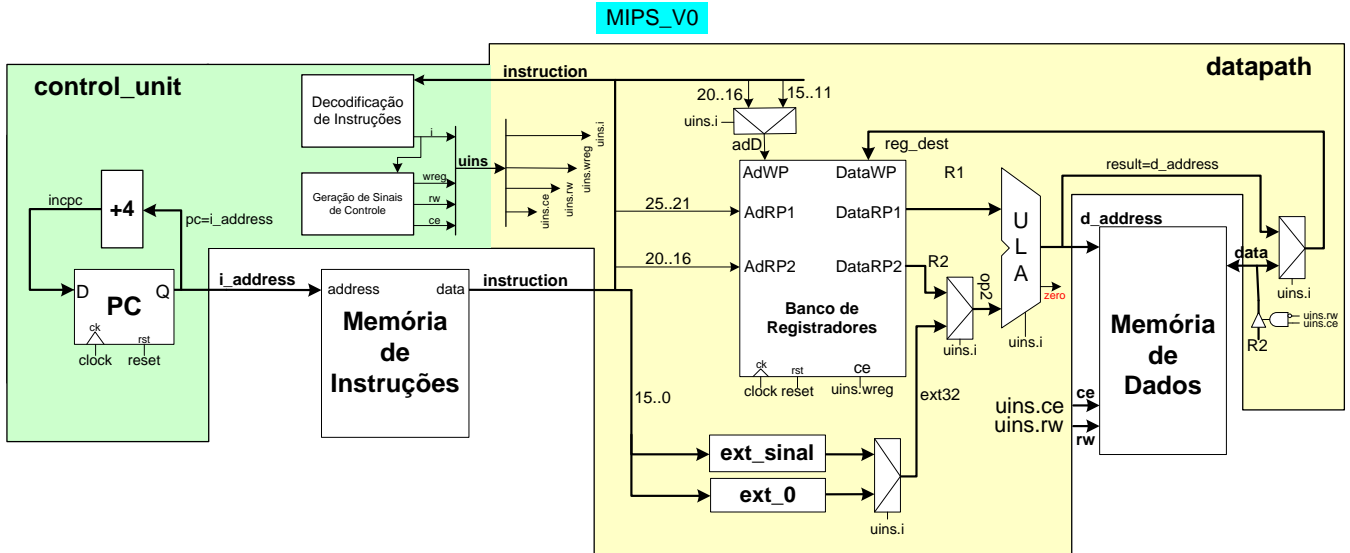 MIPS_V0
control_unit
datapath
instruction
Decodificação
de Instruções
i
uins
Geração de Sinais
de Controle
wreg
rw
ce
uins.i
uins.wreg
uins.rw
uins.ce
20..16
15..11
uins.i
adD
reg_dest
AdWP
DataWP
R1
25..21
AdRP1
DataRP1
20..16
AdRP2
DataRP2
R2
Banco de
Registradores
ck
rst
ce
clock
reset
uins.wreg
incpc
+4
pc=i_address
D
PC
Q
ck
rst
clock
reset
i_address
address
data
Memória
de
Instruções
instruction
15..0
ext_sinal
ext_0
uins.i
ext32
op2
uins.i
U
L
A
zero
uins.i
result=d_address
d_address
data
Memória
de
Dados
uins.ce
ce
uins.rw
rw
uins.i
uins.rw
uins.ce
R2